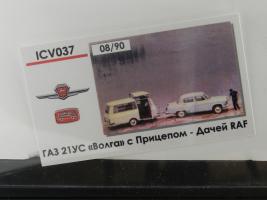 ICV037
08/90
ГАЗ 21УС «Волга» с Прицепом - Дачей RAF